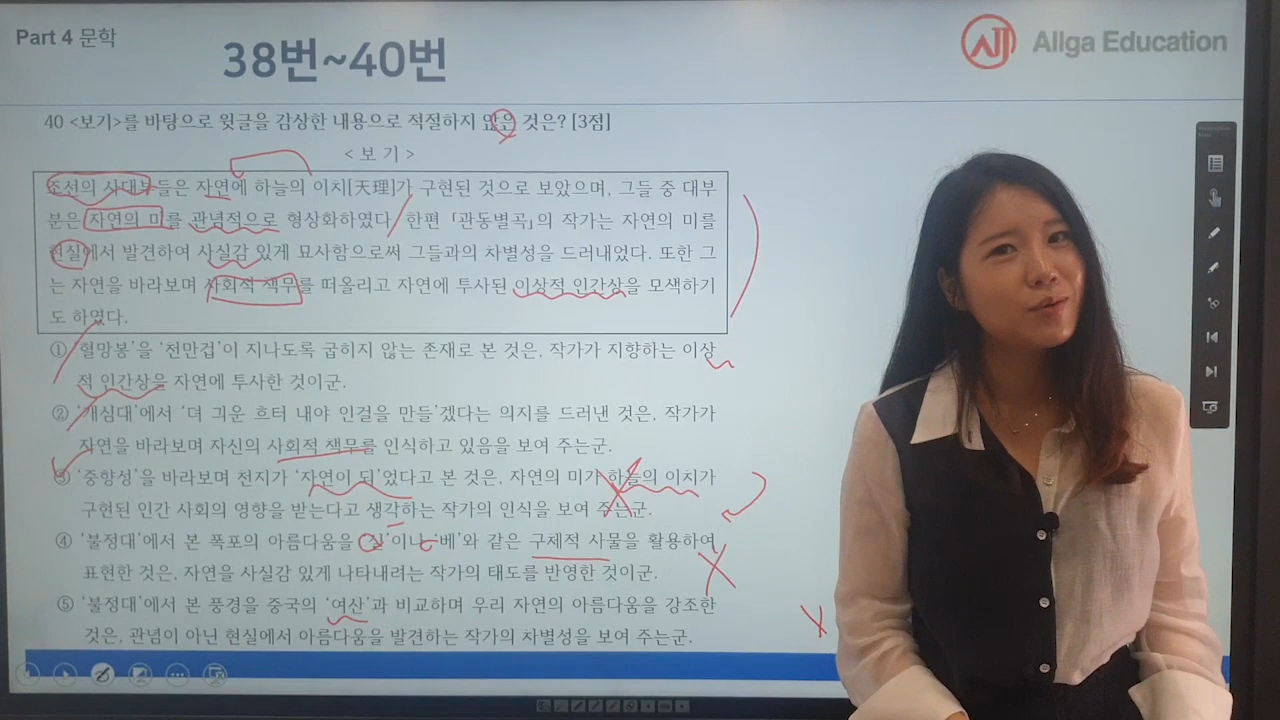 Part 4 문학
38번~40번
Allga Education
40 <보기>를 바탕으로 윗글을 감상한 내용으로 적절하지 않은 것은? [3점]
< 보 기 >
조선의 사대부들은 자연에 하늘의 이치[天理]가 구현된 것으로 보았으며, 그들 중 대부
분은 자연의 미를 관념적으로 형상화하였다. 한편 「관동별곡」의 작가는 자연의 미를
현실에서 발견하여 사실감 있게 묘사함으로써 그들과의 차별성을 드러내었다. 또한 그
는 자연을 바라보며 사회적 책무를 떠올리고 자연에 투사된 이상적 인간상을 모색하기
도 하였다.
① '혈망봉'을 '천만겁'이 지나도록 굽히지 않는 존재로 본 것은, 작가가 지향하는 이상
적 인간상을 자연에 투사한 것이군.
② '개심대'에서 '뎌 긔운 흐터 내야 인걸을 만들'겠다는 의지를 드러낸 것은, 작가가
자연을 바라보며 자신의 사회적 책무를 인식하고 있음을 보여 주는군.
③ '중향성'을 바라보며 천지가 '자연이 되'었다고 본 것은, 자연의 미가 하늘의 이치가
구현된 인간 사회의 영향을 받는다고 생각하는 작가의 인식을 보여 주는군.
④ '불정대'에서 본 폭포의 아름다움을 '실'이나 '베'와 같은 구체적 사물을 활용하여
표현한 것은, 자연을 사실감 있게 나타내려는 작가의 태도를 반영한 것이군.
⑤ '불정대'에서 본 풍경을 중국의 '여산'과 비교하며 우리 자연의 아름다움을 강조한
것은, 관념이 아닌 현실에서 아름다움을 발견하는 작가의 차별성을 보여 주는군.